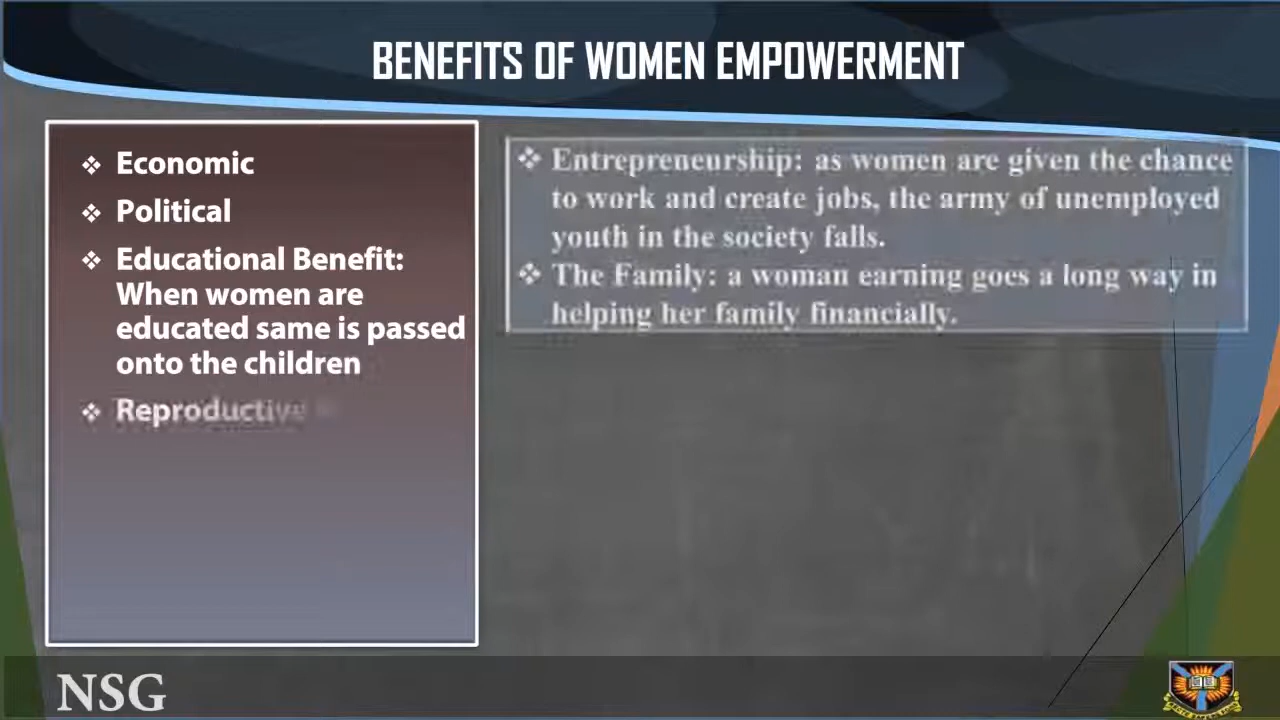 BENEFITS OF WOMEN EMPOWERMENT
❖ Economic
❖ Political
❖ Educational Benefit:
When women are
educated same is passed
onto the children
❖ Reproductive
❖ Entrepreneurship: as women are given the chance
to work and create jobs, the army of unemployed
youth in the society falls.
❖ The Family: a woman earning goes a long way in
helping her family financially.
NSG